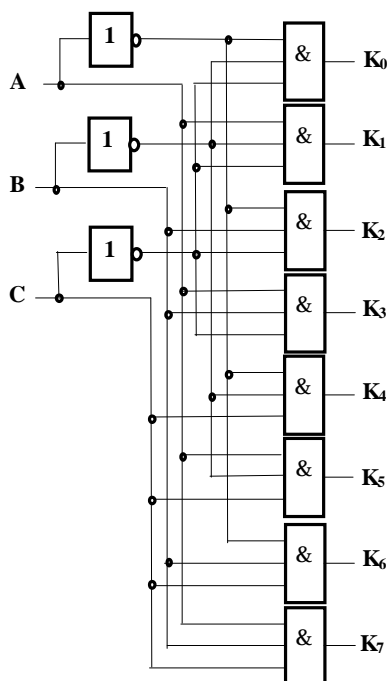 1
& K₀
A
& K₁
1
B
& K₂
1
C
& K₃
& K₄
& K₅
& K₆
& K₇